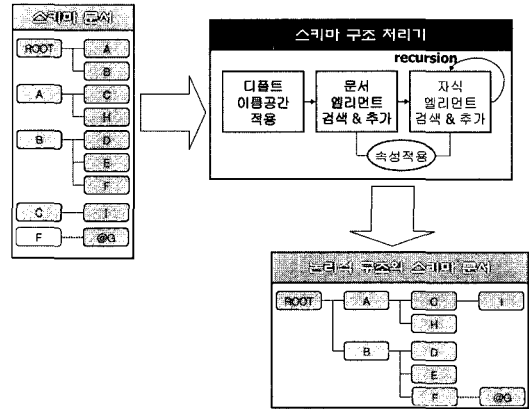 스키마 문서
ROOT
A
B
A
C
H
B
D
E
F
C
I
F
@G
스키마 구조 처리기
recursion
디폴트
이름공간
적용
문서
엘리먼트
검색 & 추가
자식
엘리먼트
검색 & 추가
속성적용
논리적 구조의 스키마 문서
ROOT
A
C
I
H
B
D
E
F
@G